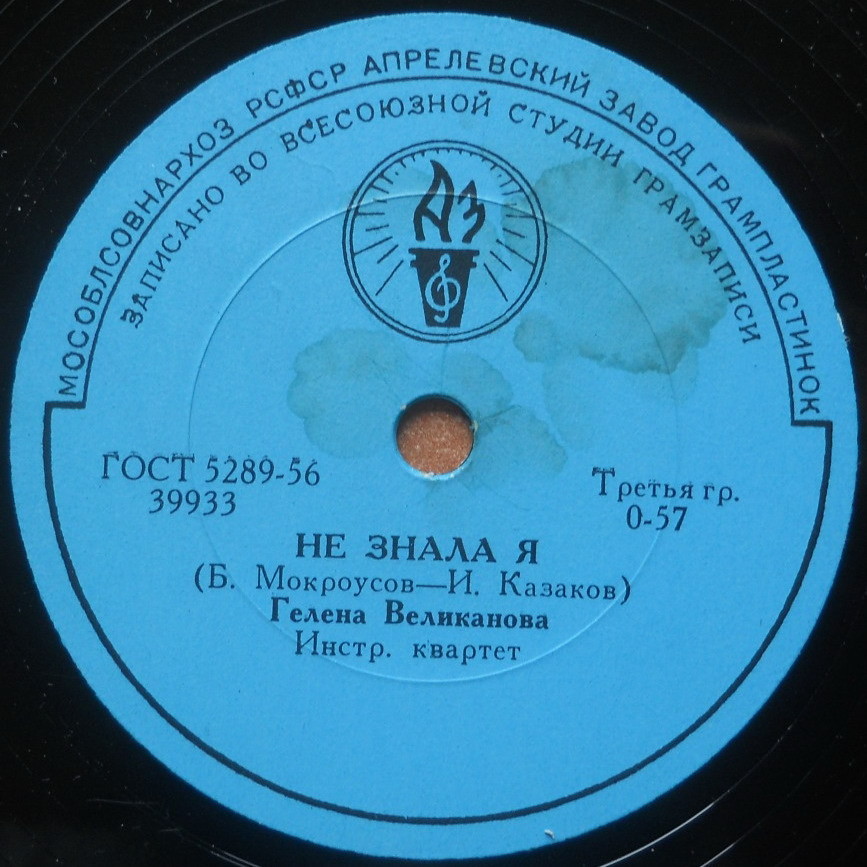 МОСОБЛСОВНАРХОЗ РСФСР АПРЕЛЕВСКИЙ ЗАВОД ГРАМПЛАСТИНОК
ЗАПИСАНО ВО ВСЕСОЮЗНОЙ СТУДИИ ГРАМЗАПИСИ
АЗ
ГОСТ 5289-56
39933
Третья гр.
0-57
НЕ ЗНАЛА Я
(Б. Мокроусов—И. Казаков)
Гелена Великанова
Инстр. квартет